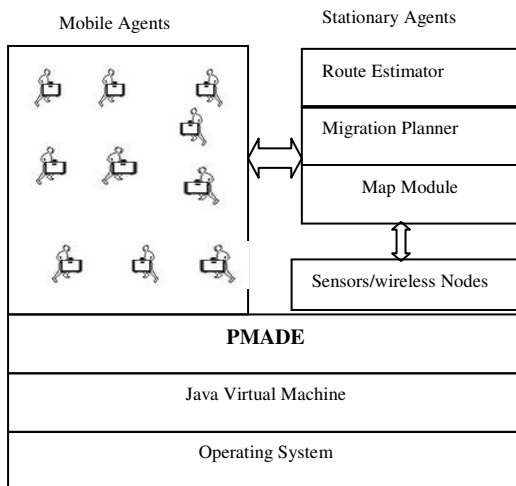 Mobile Agents
Stationary Agents
Route Estimator
Migration Planner
Map Module
Sensors/wireless Nodes
PMADE
Java Virtual Machine
Operating System